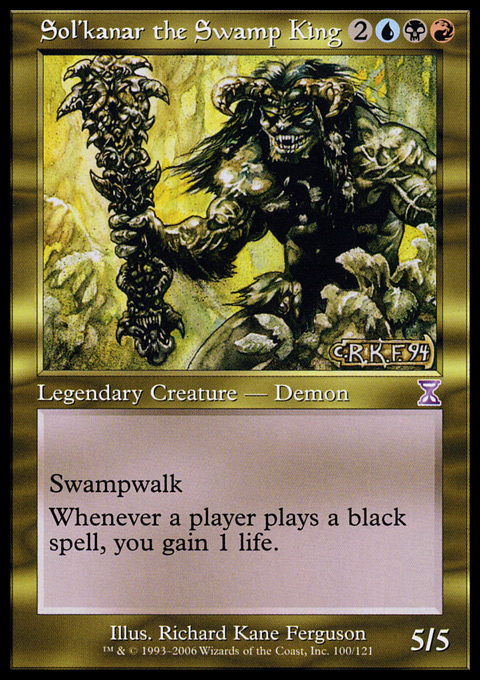 Sol'kanar the Swamp King 2
C.R.K.F. 94
Legendary Creature — Demon
Swampwalk
Whenever a player plays a black
spell, you gain 1 life.
Illus. Richard Kane Ferguson
™ & © 1993–2006 Wizards of the Coast, Inc. 100/121
5/5